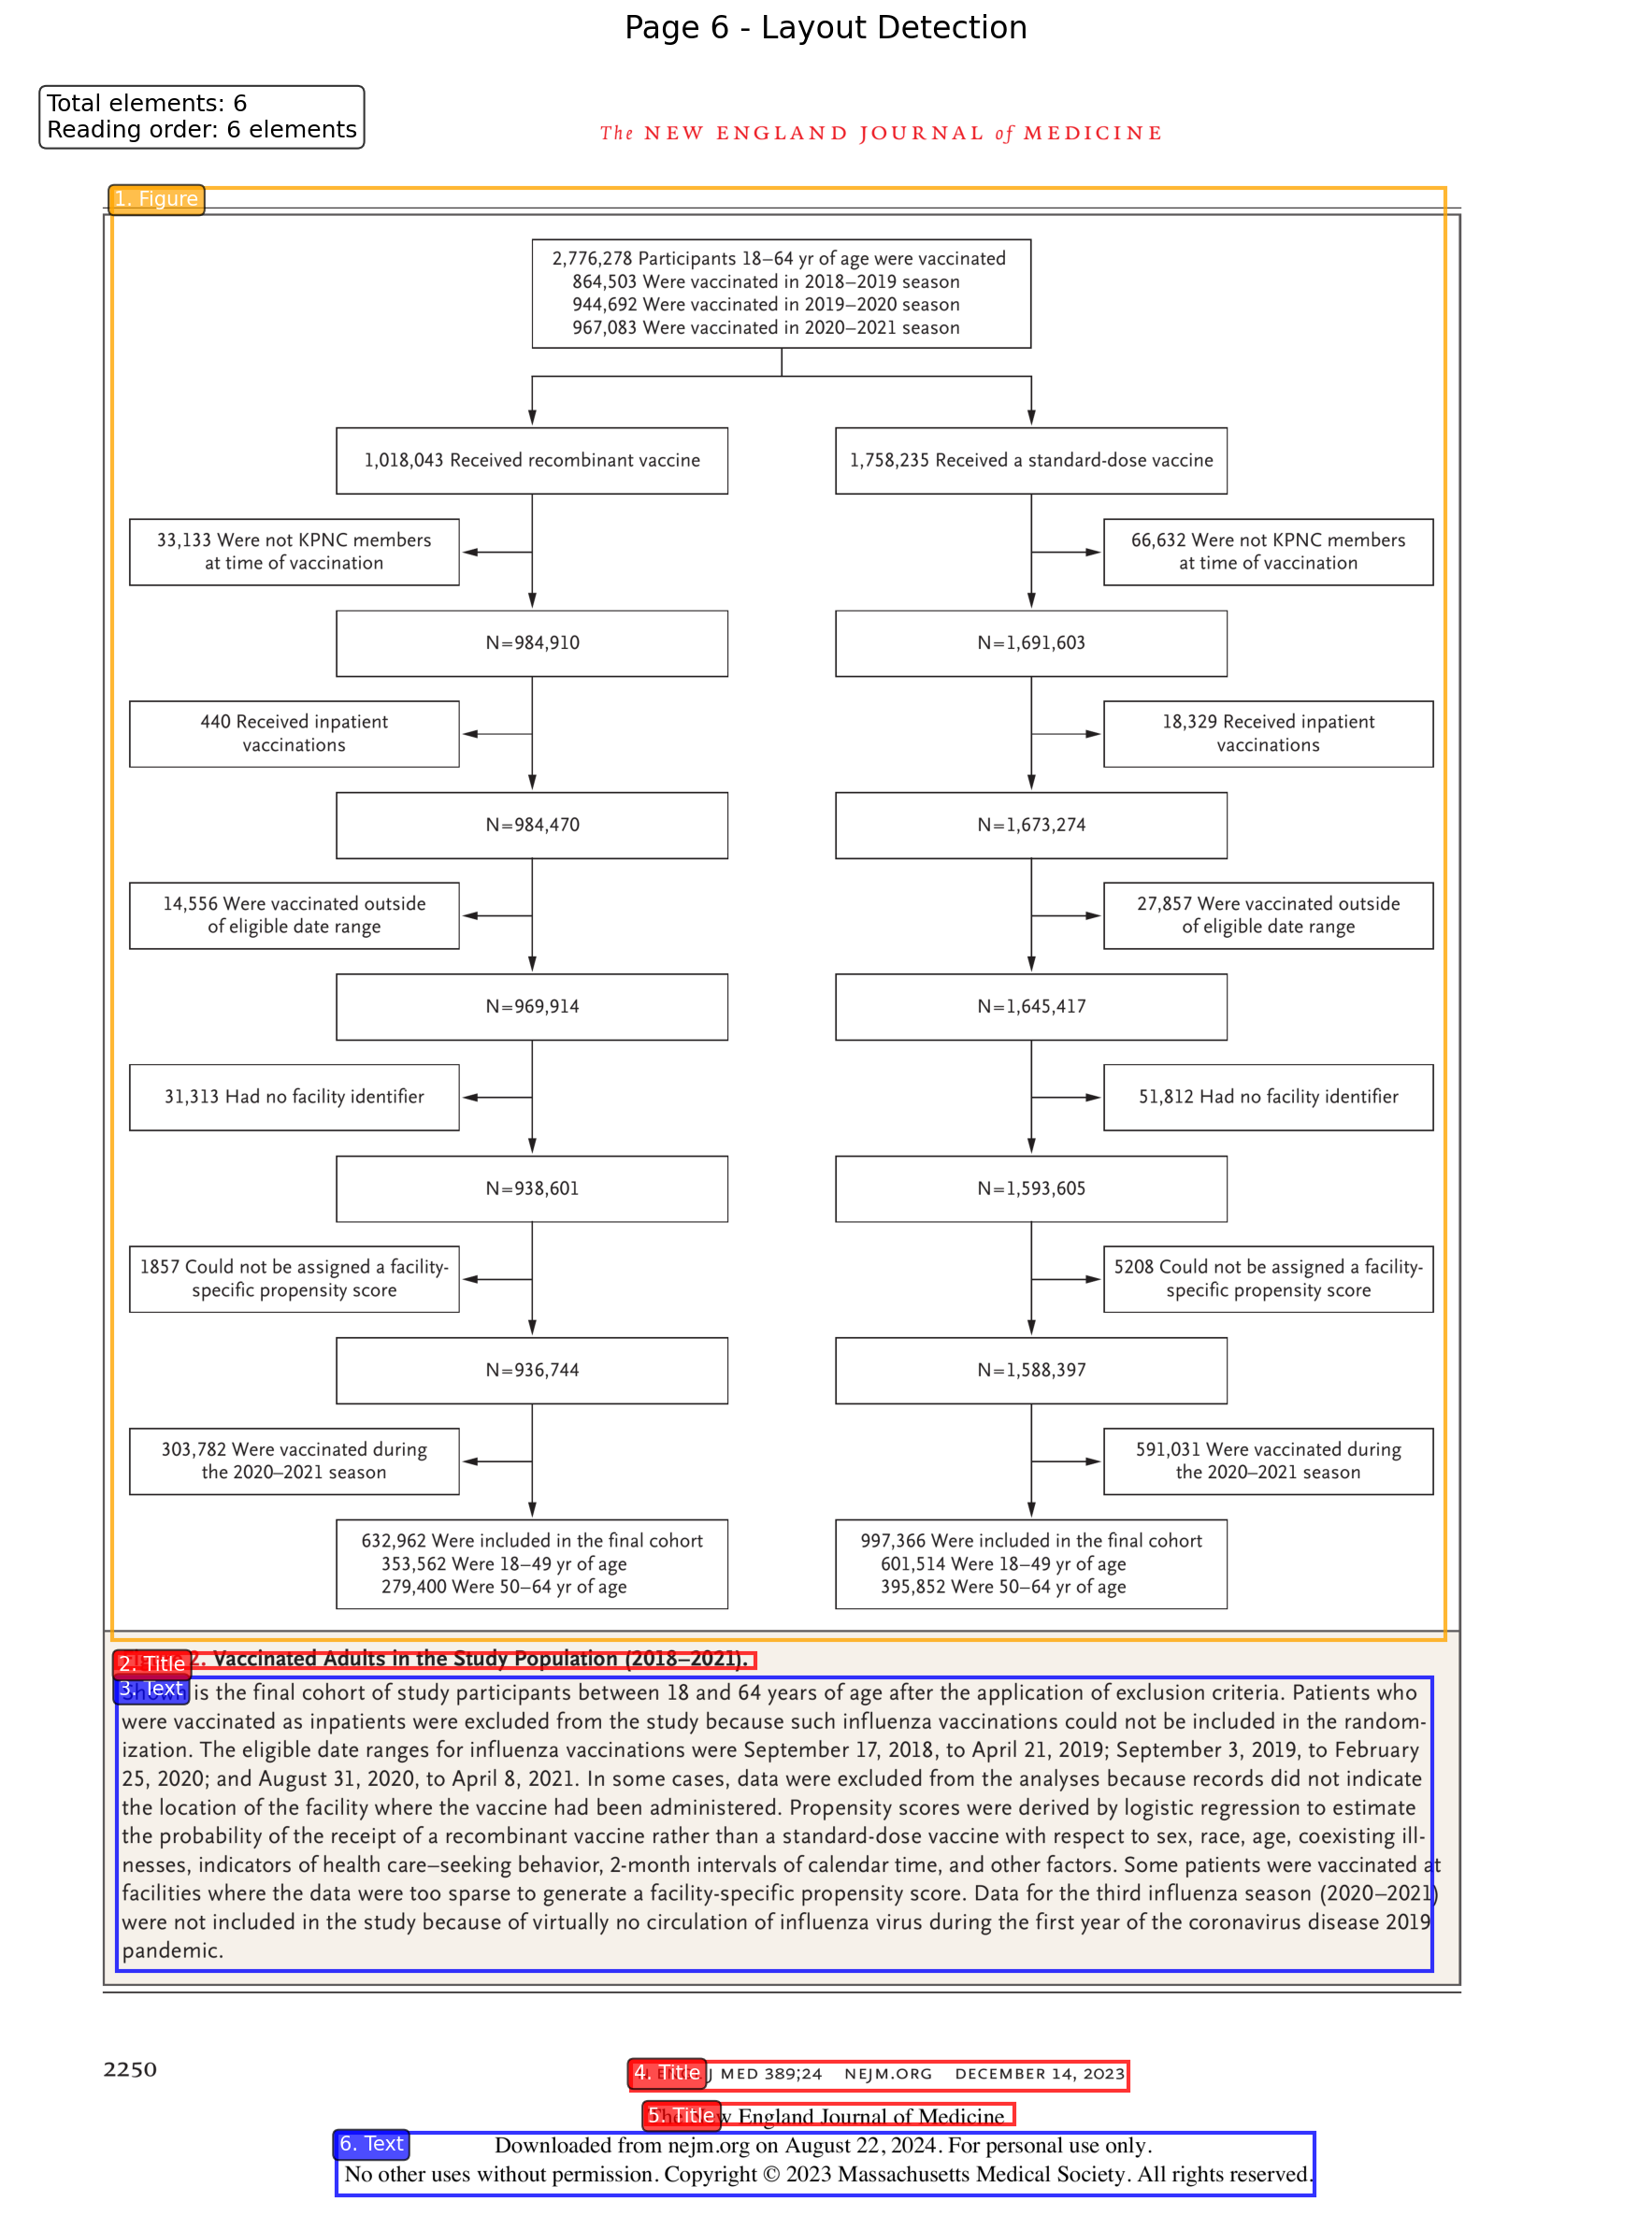 Page 6 - Layout Detection
Total elements: 6
Reading order: 6 elements
The NEW ENGLAND JOURNAL of MEDICINE
1. Figure
2,776,278 Participants 18–64 yr of age were vaccinated
864,503 Were vaccinated in 2018–2019 season
944,692 Were vaccinated in 2019–2020 season
967,083 Were vaccinated in 2020–2021 season
1,018,043 Received recombinant vaccine
1,758,235 Received a standard-dose vaccine
33,133 Were not KPNC members
at time of vaccination
66,632 Were not KPNC members
at time of vaccination
N=984,910
N=1,691,603
440 Received inpatient
vaccinations
18,329 Received inpatient
vaccinations
N=984,470
N=1,673,274
14,556 Were vaccinated outside
of eligible date range
27,857 Were vaccinated outside
of eligible date range
N=969,914
N=1,645,417
31,313 Had no facility identifier
51,812 Had no facility identifier
N=938,601
N=1,593,605
1857 Could not be assigned a facility-
specific propensity score
5208 Could not be assigned a facility-
specific propensity score
N=936,744
N=1,588,397
303,782 Were vaccinated during
the 2020–2021 season
591,031 Were vaccinated during
the 2020–2021 season
632,962 Were included in the final cohort
353,562 Were 18–49 yr of age
279,400 Were 50–64 yr of age
997,366 Were included in the final cohort
601,514 Were 18–49 yr of age
395,852 Were 50–64 yr of age
2. Title
2. Vaccinated Adults in the Study Population (2018–2021).
3. Text
Shown is the final cohort of study participants between 18 and 64 years of age after the application of exclusion criteria. Patients who
were vaccinated as inpatients were excluded from the study because such influenza vaccinations could not be included in the random-
ization. The eligible date ranges for influenza vaccinations were September 17, 2018, to April 21, 2019; September 3, 2019, to February
25, 2020; and August 31, 2020, to April 8, 2021. In some cases, data were excluded from the analyses because records did not indicate
the location of the facility where the vaccine had been administered. Propensity scores were derived by logistic regression to estimate
the probability of the receipt of a recombinant vaccine rather than a standard-dose vaccine with respect to sex, race, age, coexisting ill-
nesses, indicators of health care–seeking behavior, 2-month intervals of calendar time, and other factors. Some patients were vaccinated at
facilities where the data were too sparse to generate a facility-specific propensity score. Data for the third influenza season (2020–2021)
were not included in the study because of virtually no circulation of influenza virus during the first year of the coronavirus disease 2019
pandemic.
2250
4. Title
J MED 389;24 NEJM.ORG DECEMBER 14, 2023
5. Title
The New England Journal of Medicine
6. Text
Downloaded from nejm.org on August 22, 2024. For personal use only.
No other uses without permission. Copyright © 2023 Massachusetts Medical Society. All rights reserved.